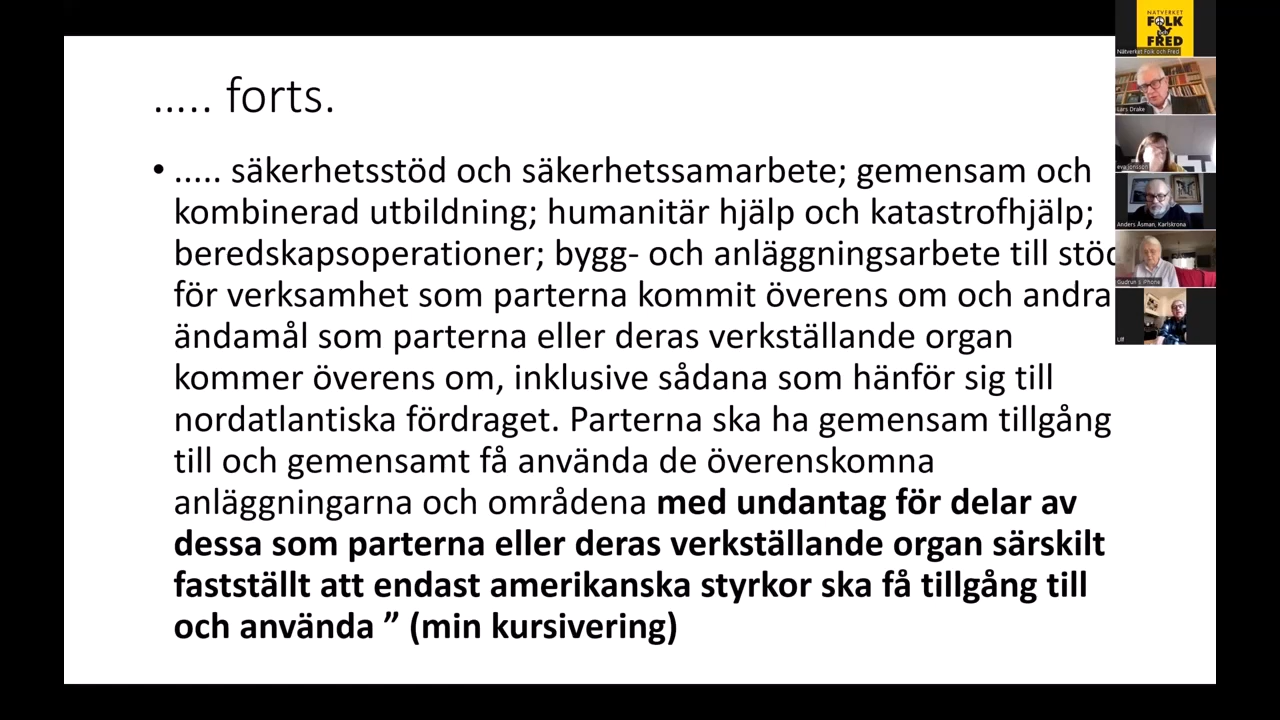 ..... forts.
• ..... säkerhetsstöd och säkerhetssamarbete; gemensam och
kombinerad utbildning; humanitär hjälp och katastrofhjälp;
beredskapsoperationer; bygg- och anläggningsarbete till stöd
för verksamhet som parterna kommit överens om och andra
ändamål som parterna eller deras verkställande organ
kommer överens om, inklusive sådana som hänför sig till
nordatlantiska fördraget. Parterna ska ha gemensam tillgång
till och gemensamt få använda de överenskomna
anläggningarna och områdena med undantag för delar av
dessa som parterna eller deras verkställande organ särskilt
fastställt att endast amerikanska styrkor ska få tillgång till
och använda ” (min kursivering)
NÄTVERKET
FOLK
och
FRED
Nätverket Folk och Fred
Lars Drake
eva jonsson
Anders Åsman, Karlskrona
Gudrun || iPhone
Ulf